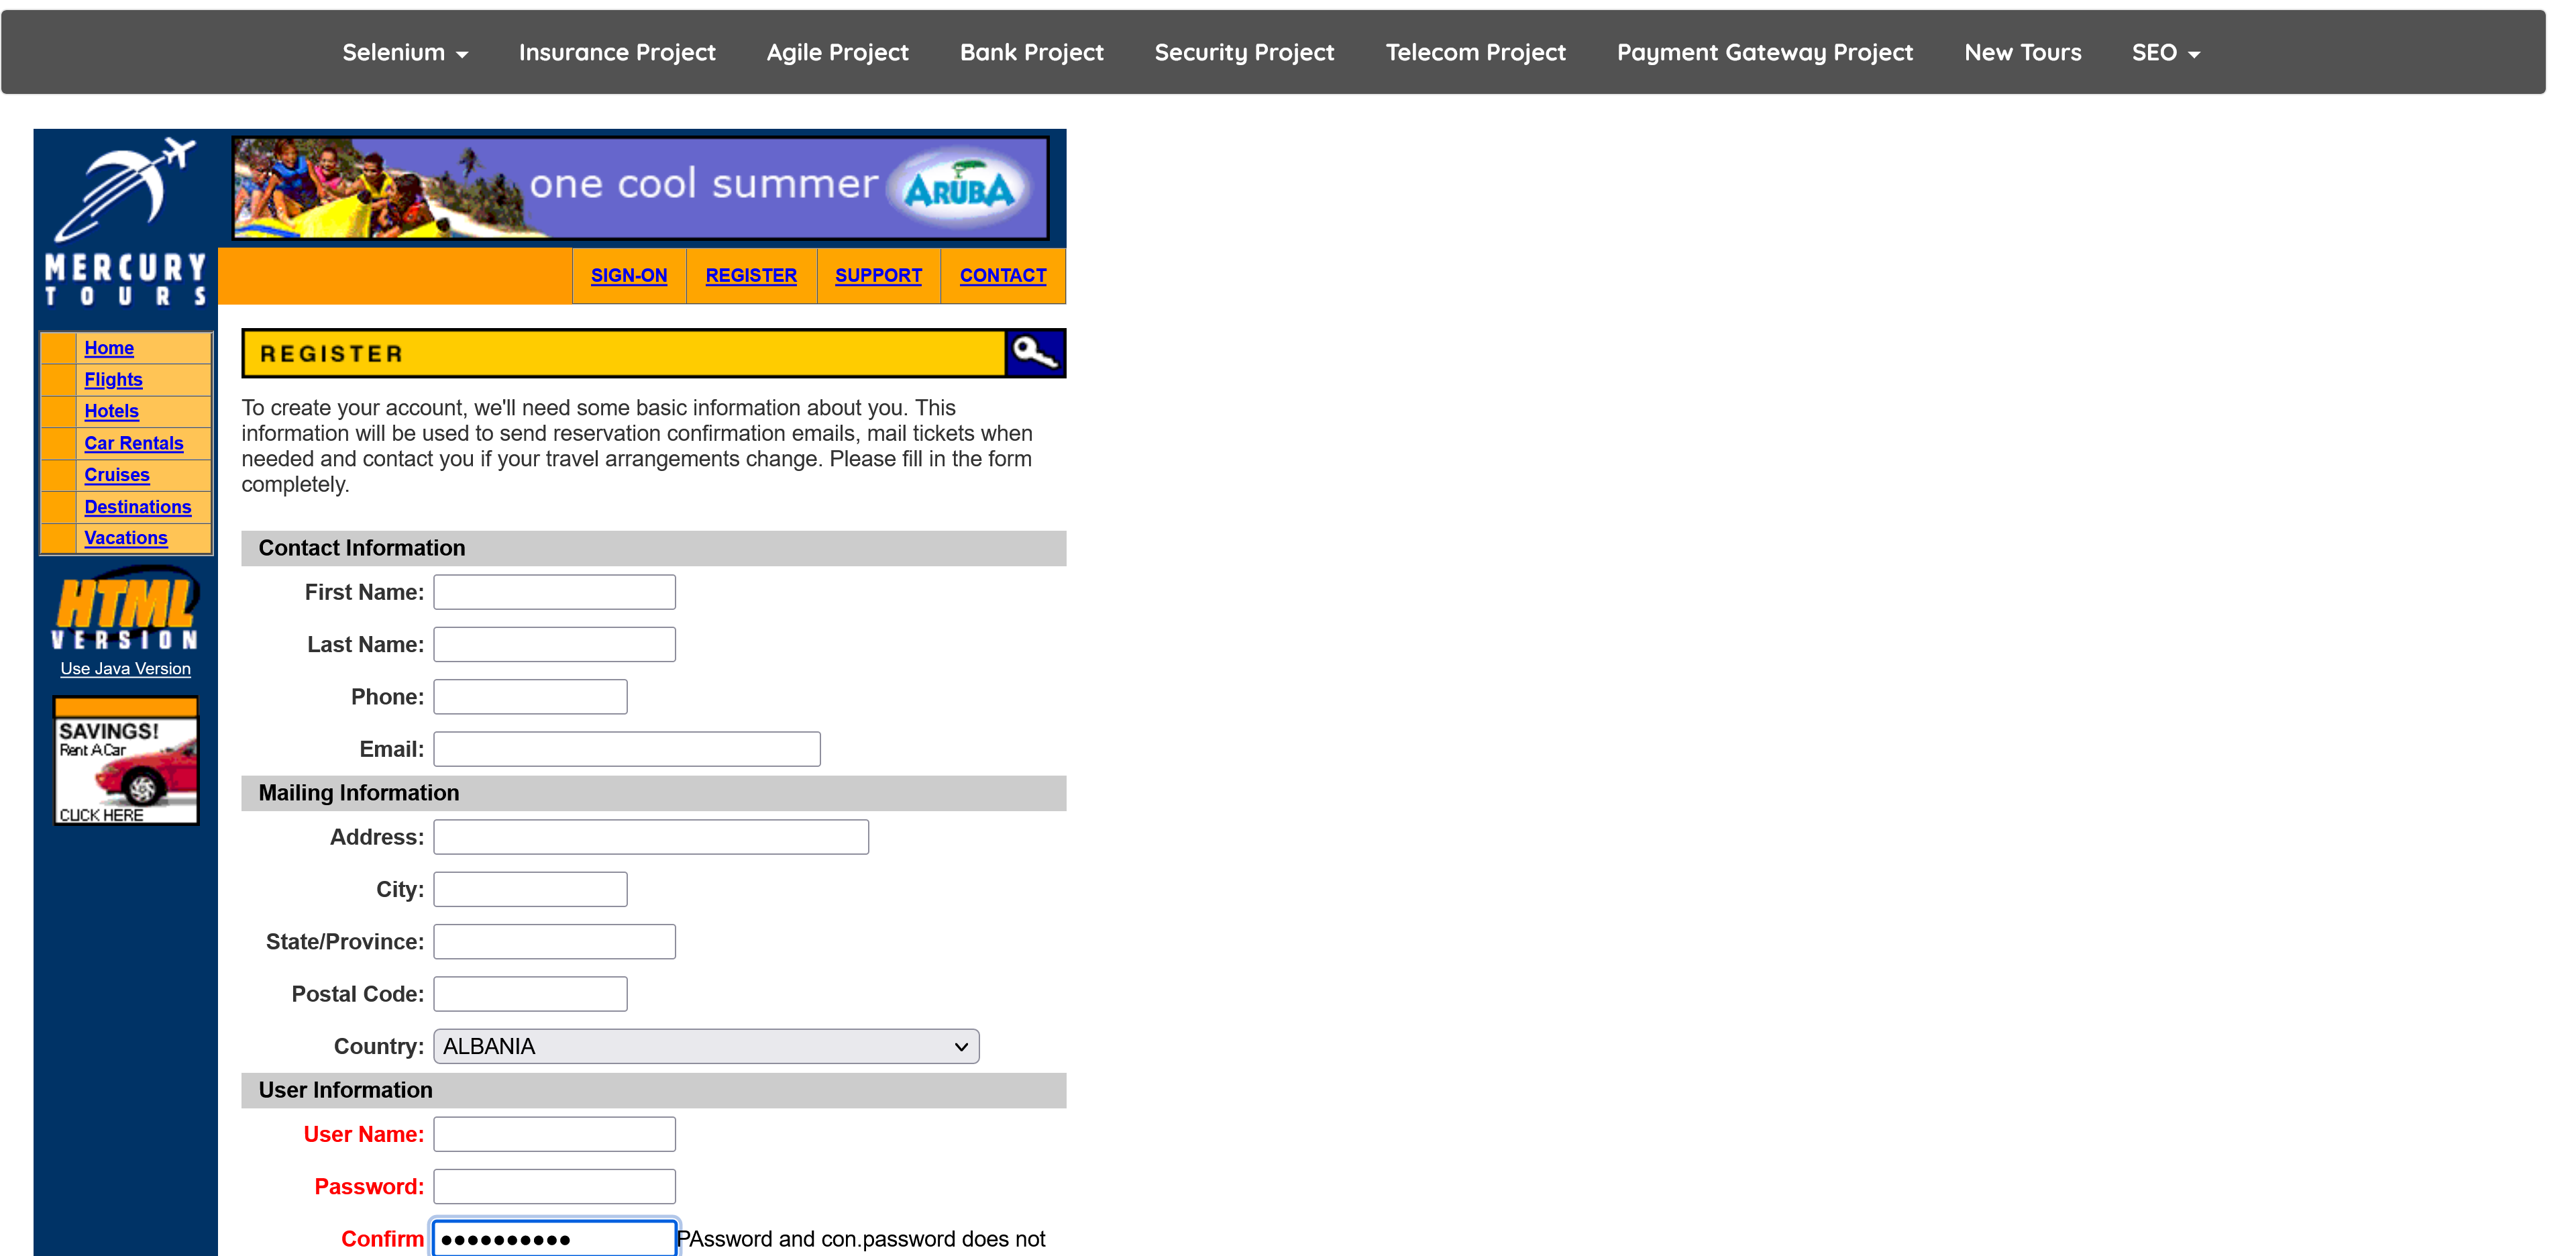 Selenium Insurance Project Agile Project Bank Project Security Project Telecom Project Payment Gateway Project New Tours SEO
one cool summer ARUBA
MERCURY
TOURS
SIGN-ON REGISTER SUPPORT CONTACT
Home
Flights
Hotels
Car Rentals
Cruises
Destinations
Vacations
HTML
VERSION
Use Java Version
SAVINGS!
Rent A Car
CLICK HERE
REGISTER
To create your account, we'll need some basic information about you. This
information will be used to send reservation confirmation emails, mail tickets when
needed and contact you if your travel arrangements change. Please fill in the form
completely.
Contact Information
First Name:
Last Name:
Phone:
Email:
Mailing Information
Address:
City:
State/Province:
Postal Code:
Country: ALBANIA
User Information
User Name:
Password:
Confirm PAssword and con.password does not